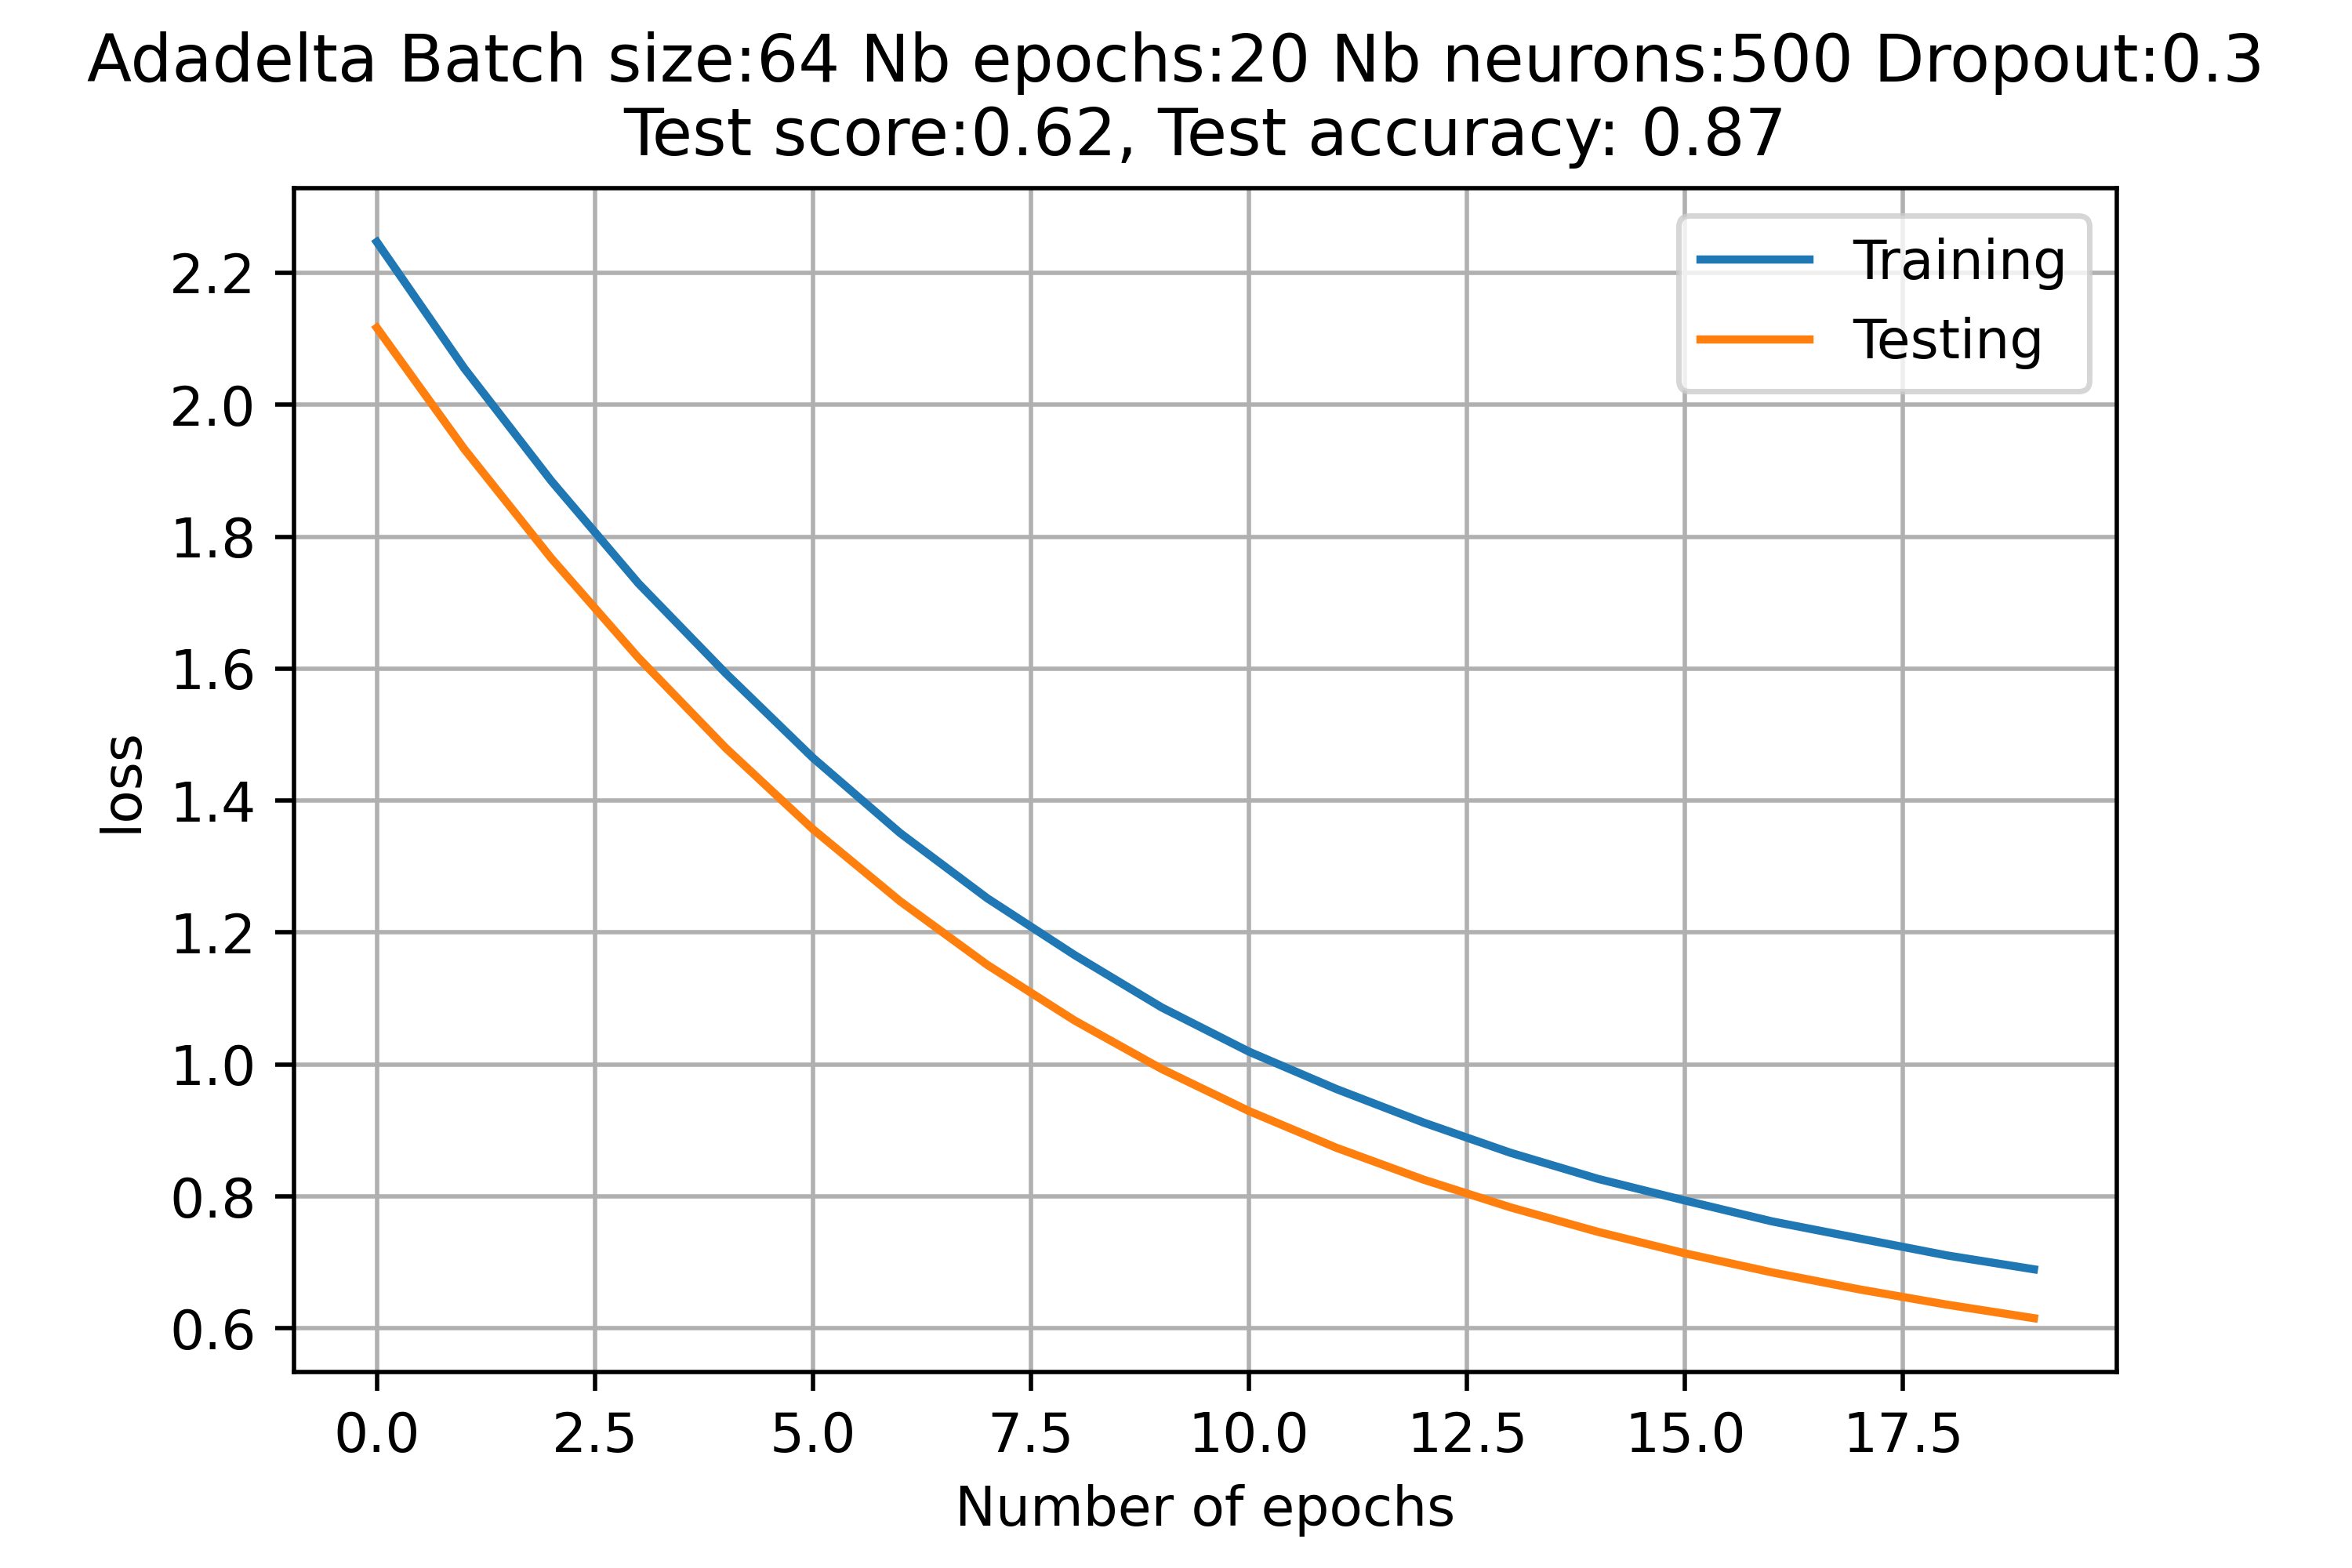 Adadelta Batch size:64 Nb epochs:20 Nb neurons:500 Dropout:0.3
Test score:0.62, Test accuracy: 0.87
Training
Testing
2.2
2.0
1.8
1.6
1.4
1.2
1.0
0.8
0.6
loss
0.0 2.5 5.0 7.5 10.0 12.5 15.0 17.5
Number of epochs